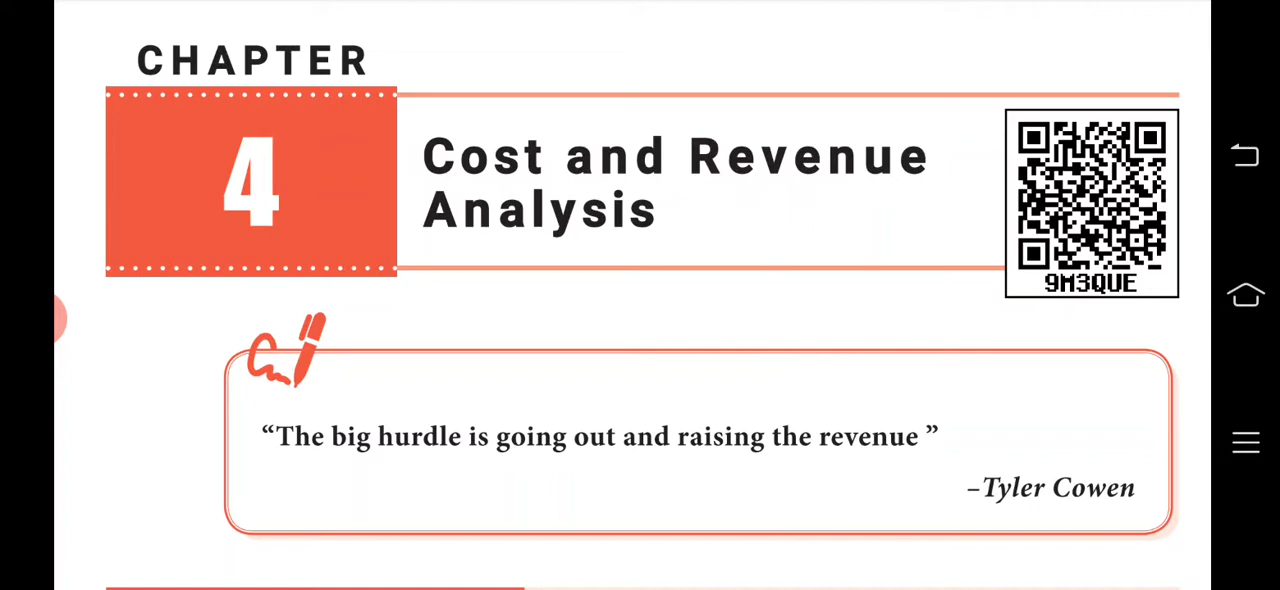 CHAPTER
4
Cost and Revenue
Analysis
9M3QUE
“The big hurdle is going out and raising the revenue ”
–Tyler Cowen